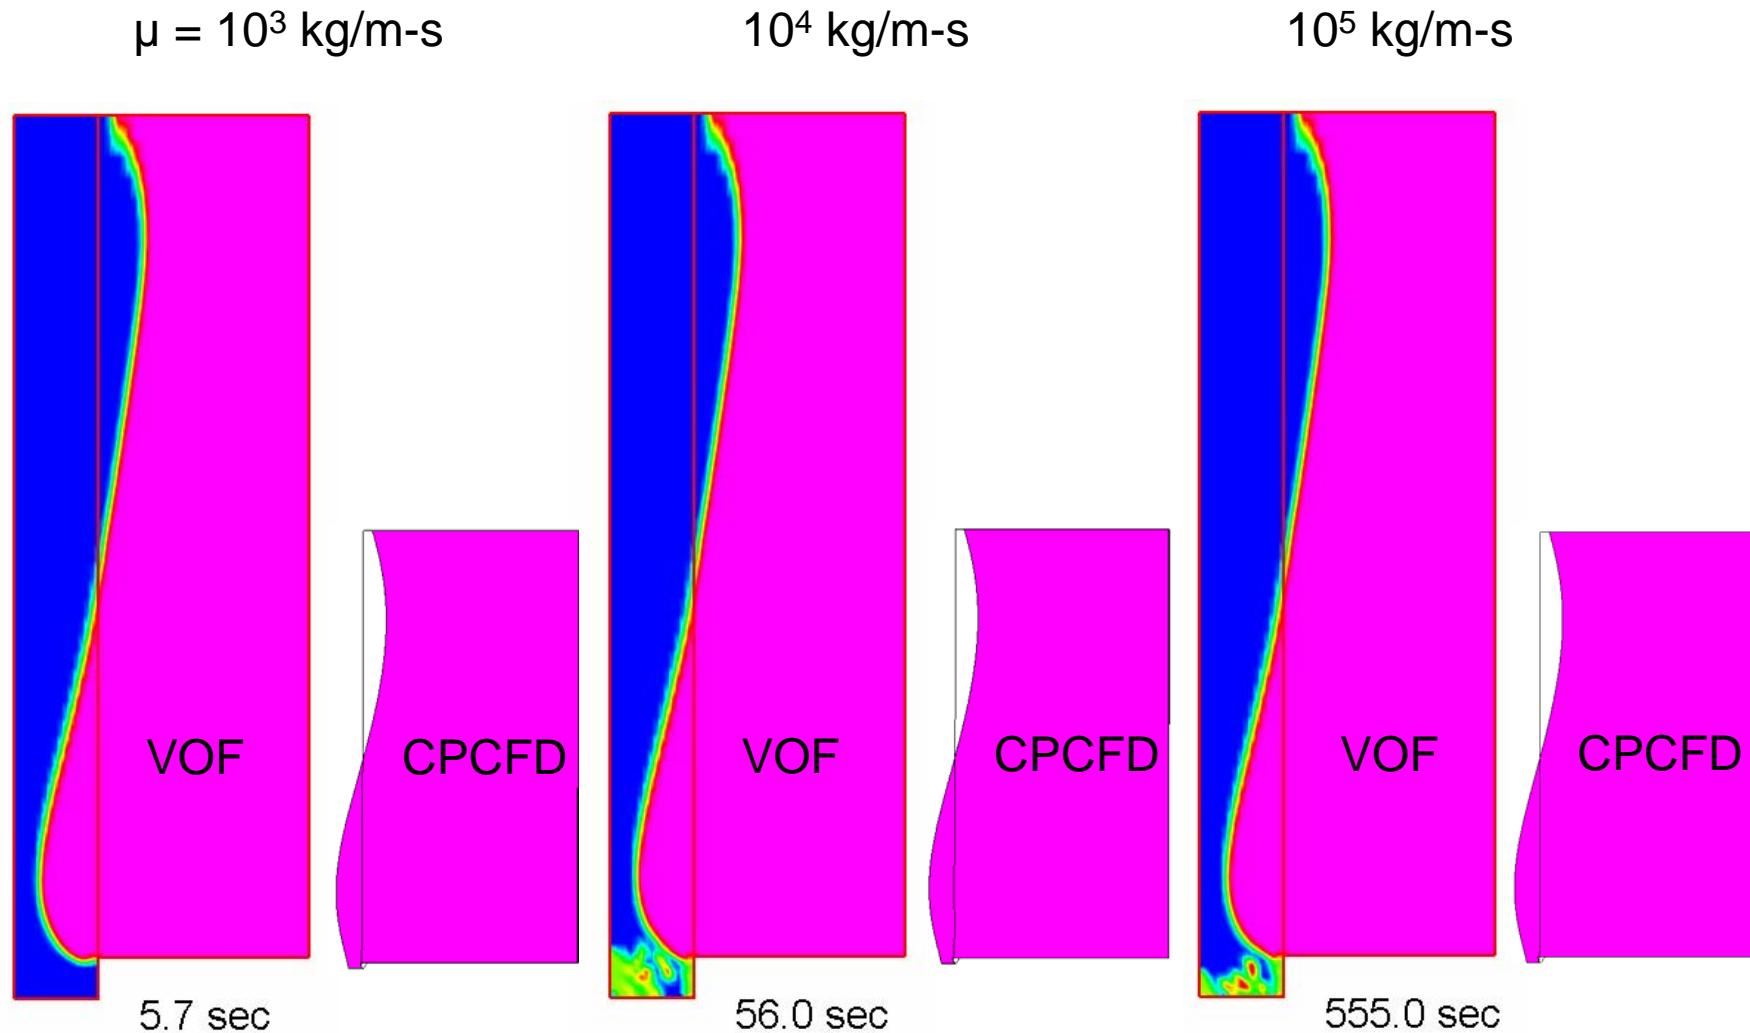 μ = 10³ kg/m-s 10⁴ kg/m-s 10⁵ kg/m-s
VOF CPCFD VOF CPCFD VOF CPCFD
5.7 sec 56.0 sec 555.0 sec